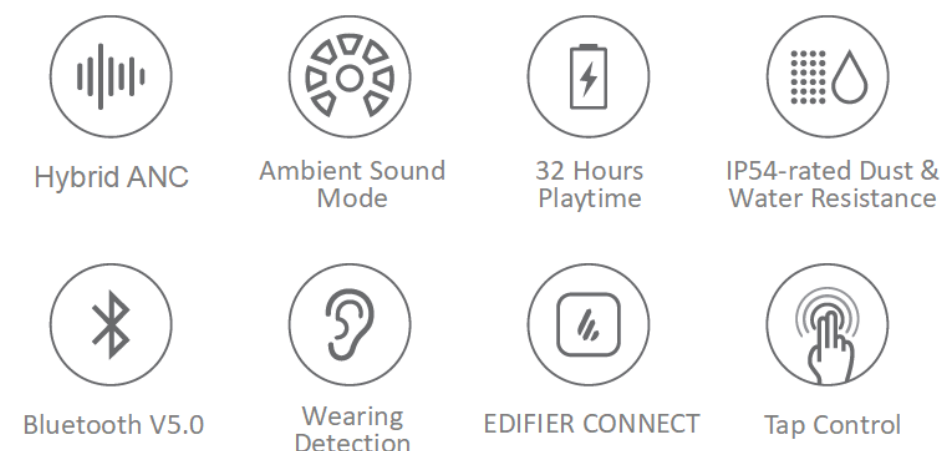 Hybrid ANC
Ambient Sound
Mode
32 Hours
Playtime
IP54-rated Dust &
Water Resistance
Bluetooth V5.0
Wearing
Detection
EDIFIER CONNECT
Tap Control